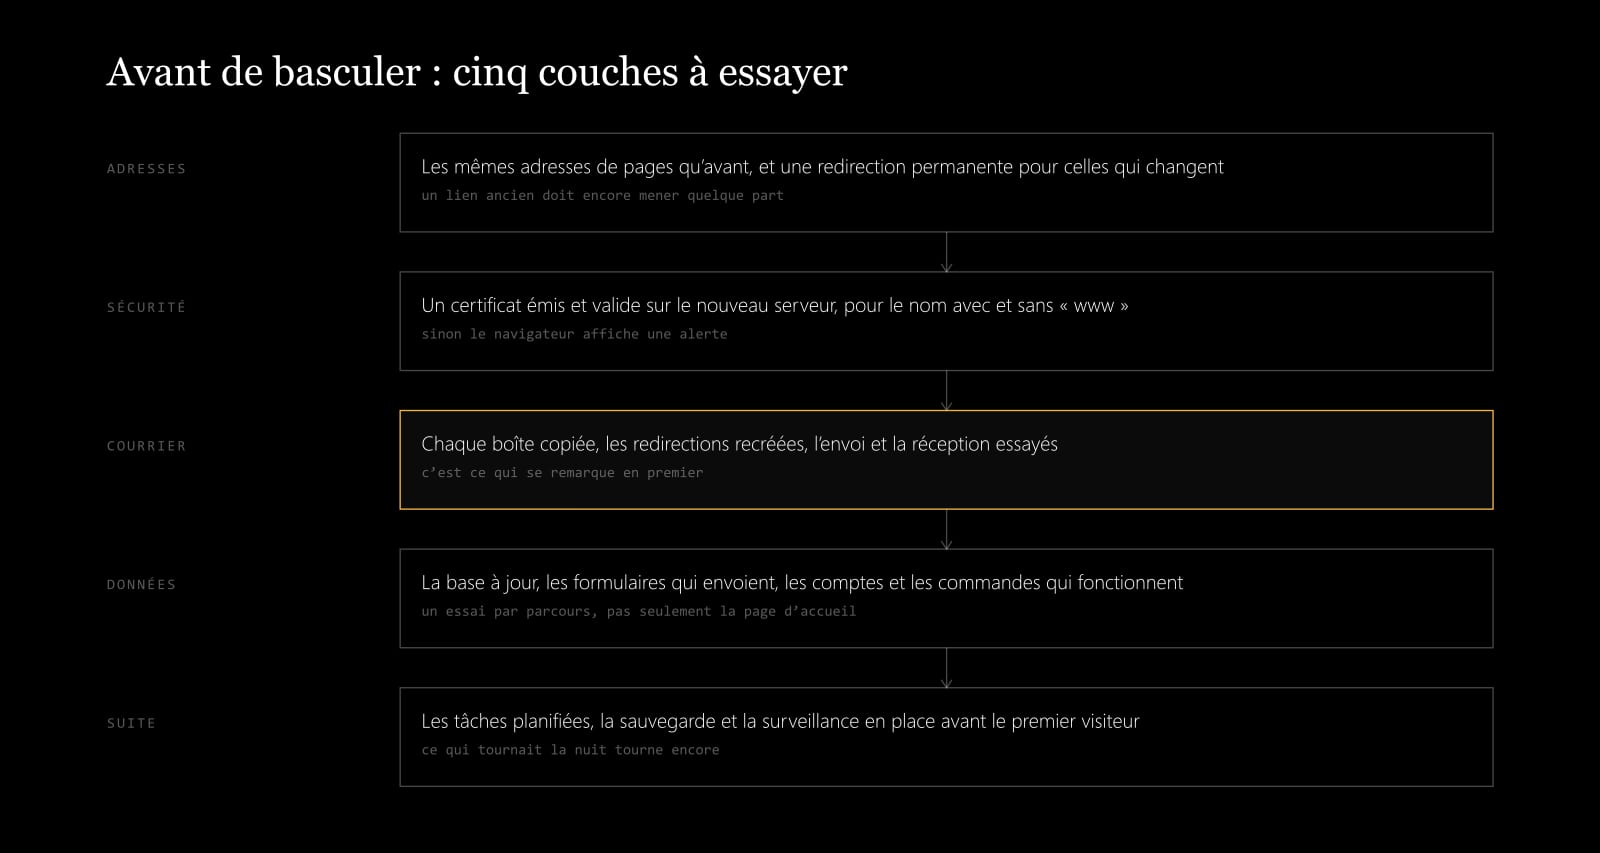 Avant de basculer : cinq couches à essayer
ADRESSES
Les mêmes adresses de pages qu’avant, et une redirection permanente pour celles qui changent
un lien ancien doit encore mener quelque part
SÉCURITÉ
Un certificat émis et valide sur le nouveau serveur, pour le nom avec et sans « www »
sinon le navigateur affiche une alerte
COURRIER
Chaque boîte copiée, les redirections recréées, l’envoi et la réception essayés
c’est ce qui se remarque en premier
DONNÉES
La base à jour, les formulaires qui envoient, les comptes et les commandes qui fonctionnent
un essai par parcours, pas seulement la page d’accueil
SUITE
Les tâches planifiées, la sauvegarde et la surveillance en place avant le premier visiteur
ce qui tournait la nuit tourne encore